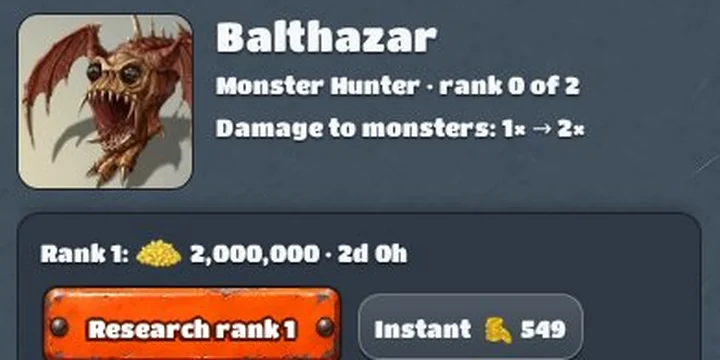 Balthazar
Monster Hunter · rank 0 of 2
Damage to monsters: 1× → 2×
Rank 1: 2,000,000 · 2d 0h
Research rank 1
Instant 549